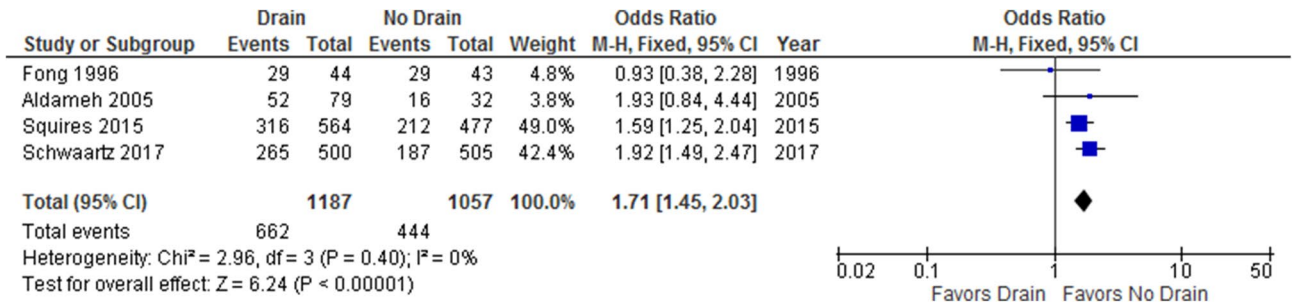 Drain No Drain Odds Ratio Odds Ratio
Study or Subgroup Events Total Events Total Weight M-H, Fixed, 95% CI Year M-H, Fixed, 95% CI
Fong 1996 29 44 29 43 4.8% 0.93 [0.38, 2.28] 1996
Aldameh 2005 52 79 16 32 3.8% 1.93 [0.84, 4.44] 2005
Squires 2015 316 564 212 477 49.0% 1.59 [1.25, 2.04] 2015
Schwaartz 2017 265 500 187 505 42.4% 1.92 [1.49, 2.47] 2017
Total (95% CI) 1187 1057 100.0% 1.71 [1.45, 2.03]
Total events 662 444
Heterogeneity: Chi² = 2.96, df = 3 (P = 0.40); I² = 0%
Test for overall effect: Z = 6.24 (P < 0.00001)
0.02 0.1 1 10 50
Favors Drain Favors No Drain